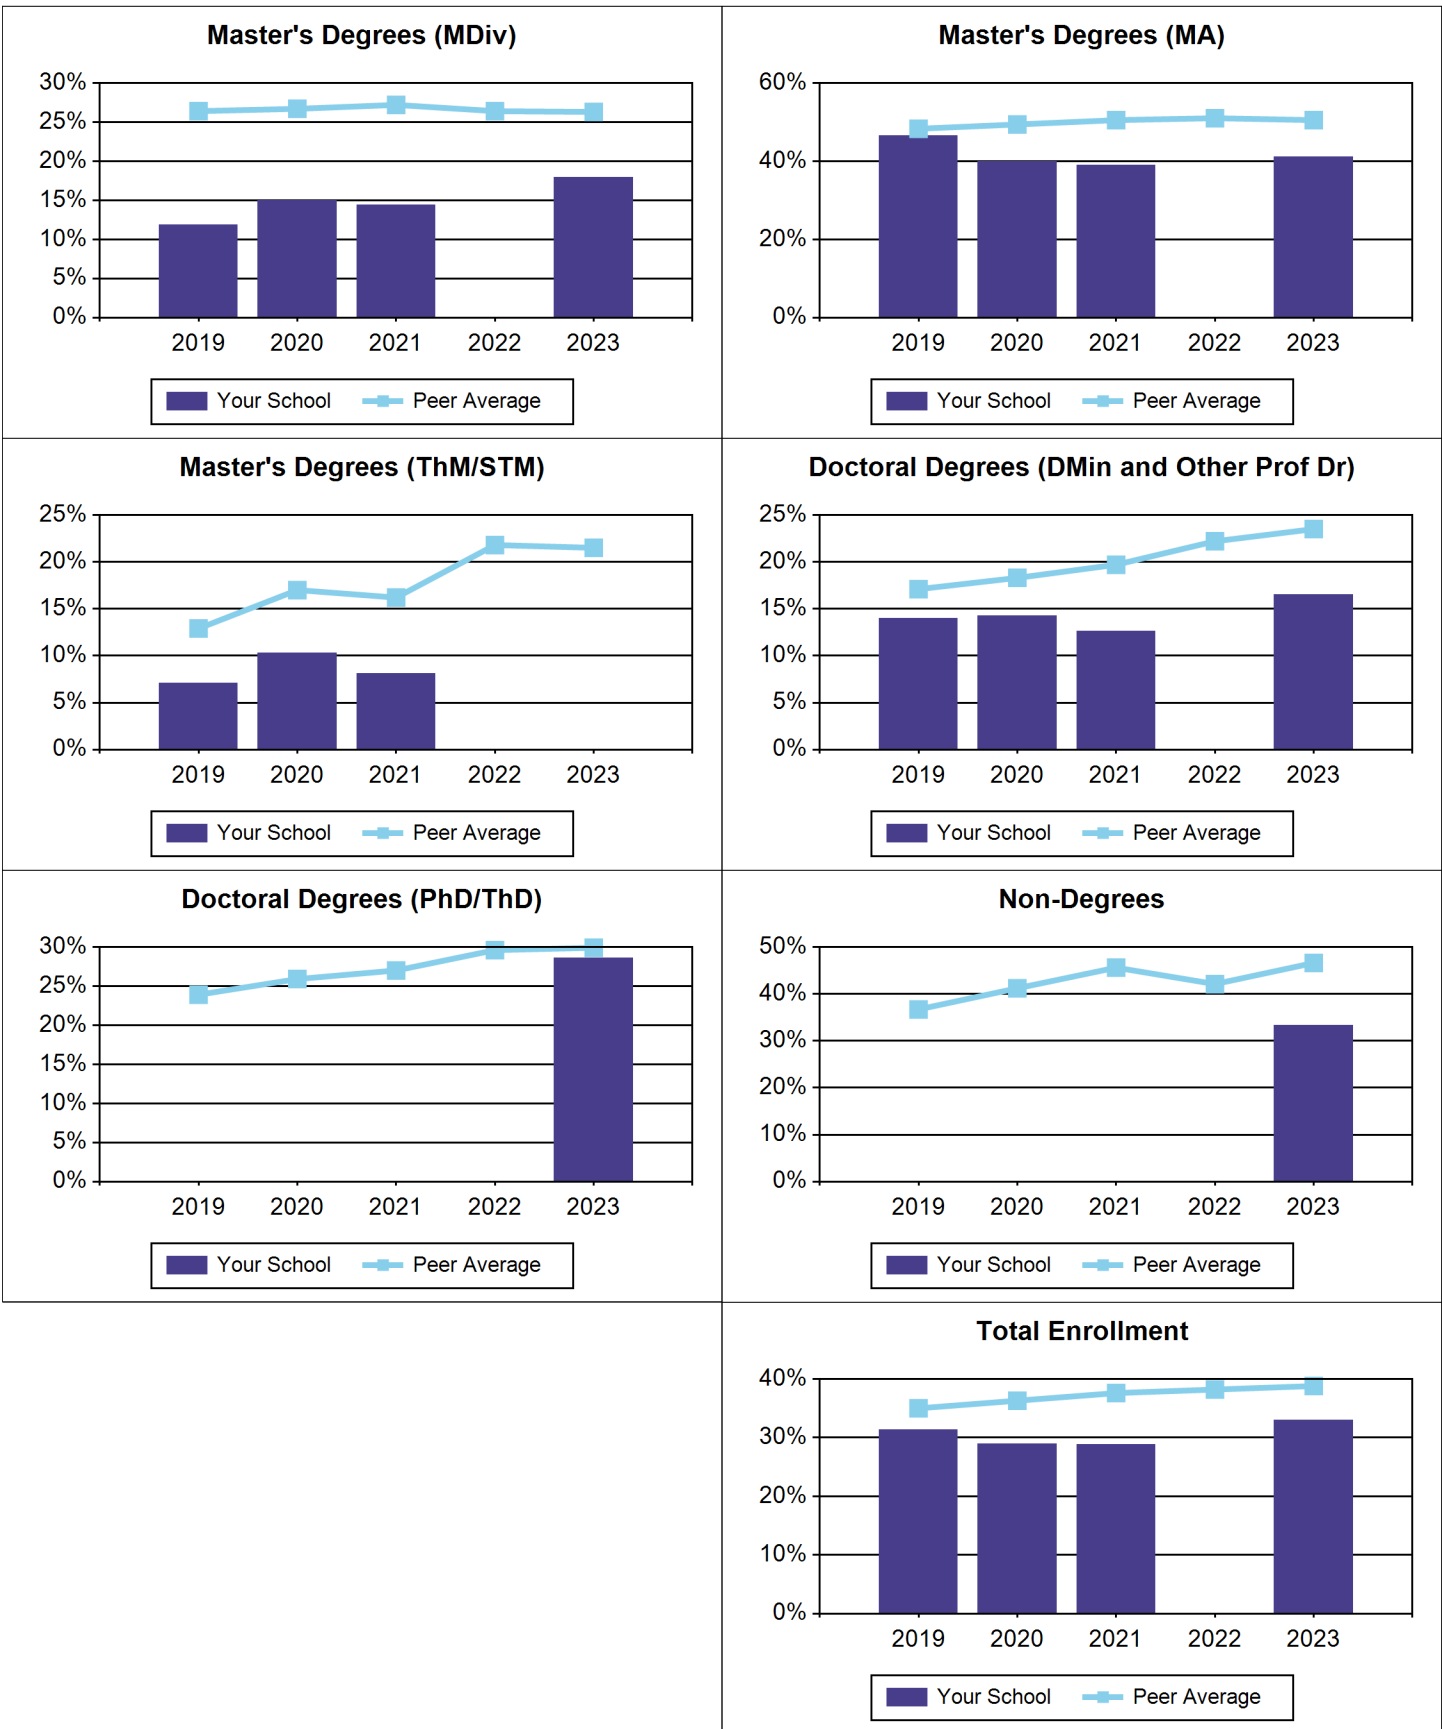 Master's Degrees (MDiv)
30%
25%
20%
15%
10%
5%
0%
2019 2020 2021 2022 2023
Your School Peer Average
Master's Degrees (MA)
60%
40%
20%
0%
2019 2020 2021 2022 2023
Your School Peer Average
Master's Degrees (ThM/STM)
25%
20%
15%
10%
5%
0%
2019 2020 2021 2022 2023
Your School Peer Average
Doctoral Degrees (DMin and Other Prof Dr)
25%
20%
15%
10%
5%
0%
2019 2020 2021 2022 2023
Your School Peer Average
Doctoral Degrees (PhD/ThD)
30%
25%
20%
15%
10%
5%
0%
2019 2020 2021 2022 2023
Your School Peer Average
Non-Degrees
50%
40%
30%
20%
10%
0%
2019 2020 2021 2022 2023
Your School Peer Average
Total Enrollment
40%
30%
20%
10%
0%
2019 2020 2021 2022 2023
Your School Peer Average